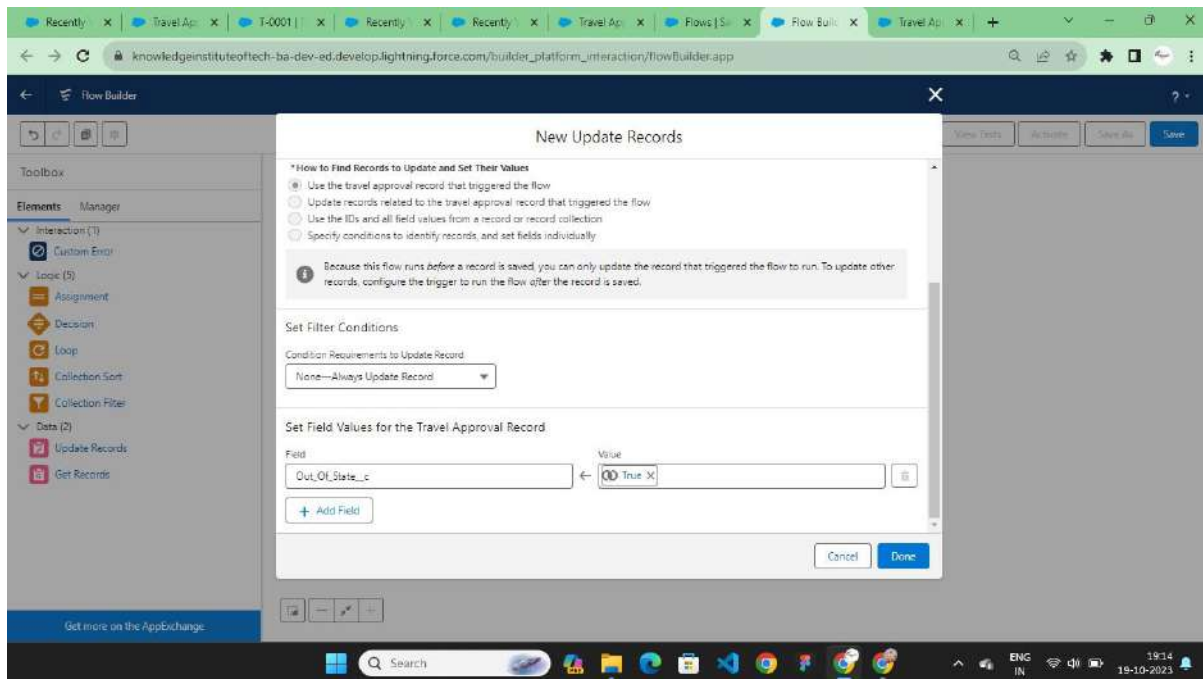 Recently
Travel Ap
T-0001 |
Recently
Recently
Travel Ap
Flows | S
Flow Buil
Travel Ap
knowledgeinstituteoftech-ba-dev-ed.develop.lightning.force.com/builder_platform_interaction/flowBuilder.app
Flow Builder
?
New Update Records
View Tests
Activate
Save As
Save
Toolbox
Elements
Manager
Interaction (1)
Custom Error
Logic (5)
Assignment
Decision
Loop
Collection Sort
Collection Filter
Data (2)
Update Records
Get Records
Get more on the AppExchange
*How to Find Records to Update and Set Their Values
Use the travel approval record that triggered the flow
Update records related to the travel approval record that triggered the flow
Use the IDs and all field values from a record or record collection
Specify conditions to identify records, and set fields individually
Because this flow runs before a record is saved, you can only update the record that triggered the flow to run. To update other
records, configure the trigger to run the flow after the record is saved.
Set Filter Conditions
Condition Requirements to Update Record
None—Always Update Record
Set Field Values for the Travel Approval Record
Field
Value
Out_Of_State__c
True
+ Add Field
Cancel
Done
Search
ENG
IN
19:14
19-10-2023